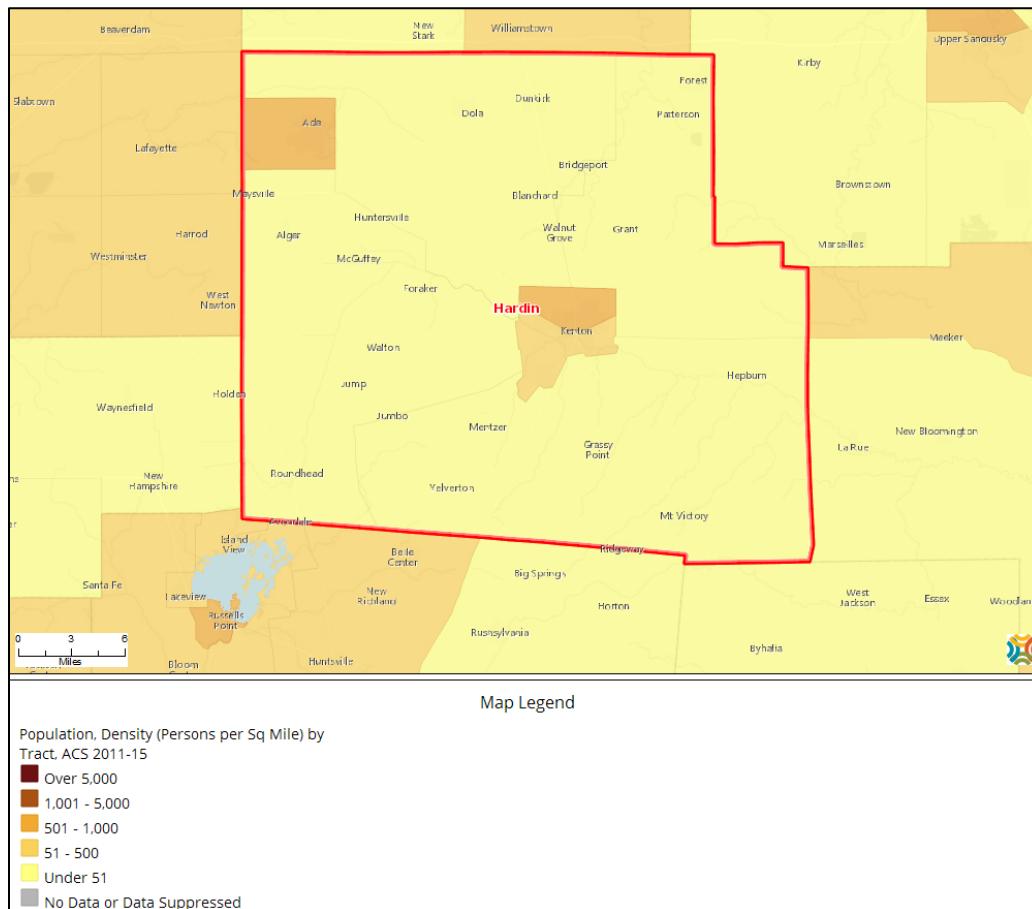 Beaverdam
New
Stark
Williamstown
Upper Sandusky
Kirby
Forest
Slabtown
Dunkirk
Dola
Patterson
Ada
Lafayette
Bridgeport
Brownstown
Maysville
Blanchard
Huntersville
Walnut
Grove
Grant
Harrod
Alger
Marseilles
Westminster
McGuffey
Foraker
West
Newton
Hardin
Kenton
Meeker
Walton
Hepburn
Jump
Holden
Waynesfield
Jumbo
Mentzer
New Bloomington
Grassy
Point
La Rue
Roundhead
New
Hampshire
Yelverton
Mt Victory
Avondale
Island
View
Ridgeway
Belle
Center
Big Springs
Santa Fe
Lakeview
New
Richland
West
Jackson
Essex
Horton
Russells
Point
Rushsylvania
0 3 6
Miles
Byhalia
Bloom
Huntsville
Map Legend
Population, Density (Persons per Sq Mile) by
Tract, ACS 2011-15
Over 5,000
1,001 - 5,000
501 - 1,000
51 - 500
Under 51
No Data or Data Suppressed